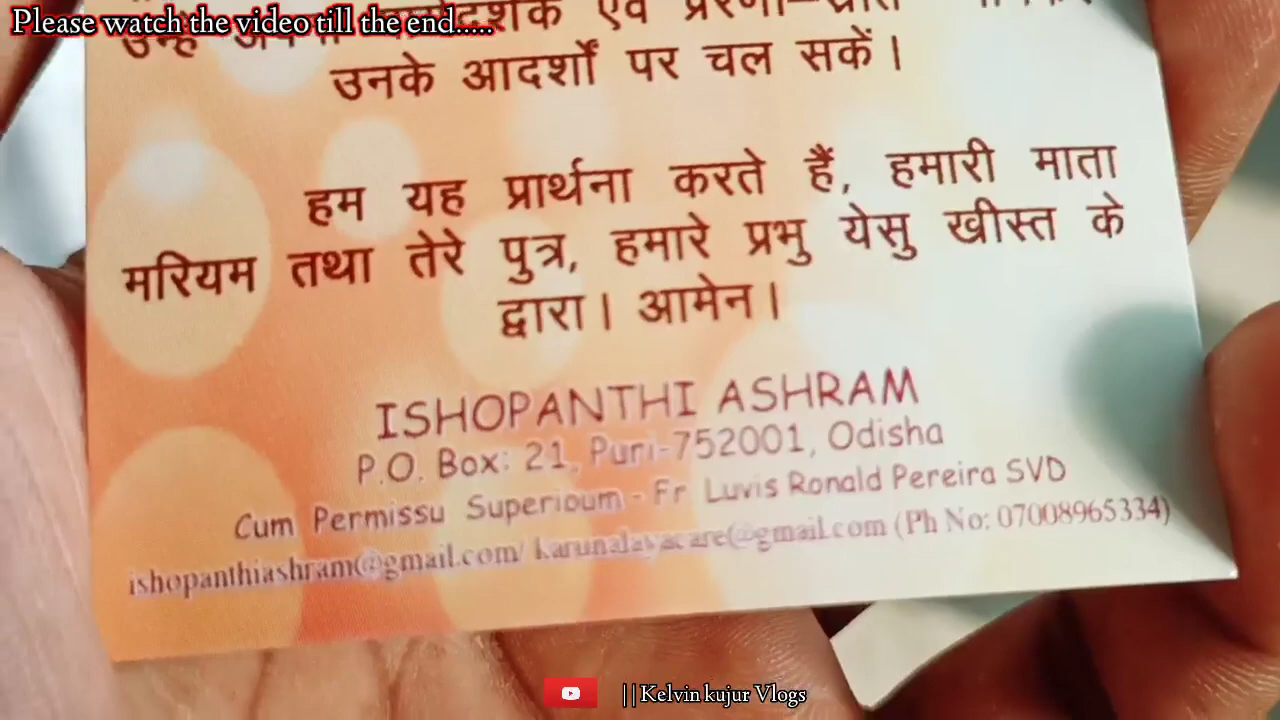 Please watch the video till the end.....
एवं
उनके आदर्शों पर चल सकें।
हम यह प्रार्थना करते हैं, हमारी माता
मरियम तथा तेरे पुत्र, हमारे प्रभु येसु खीस्त के
द्वारा। आमेन।
ISHOPANTHI ASHRAM
P.O. Box: 21, Puri-752001, Odisha
Cum Permissu Superioum - Fr. Luvis Ronald Pereira SVD
ishopanthiashram@gmail.com/ karunalayacare@gmail.com (Ph No: 07008965334)
||Kelvin kujur Vlogs